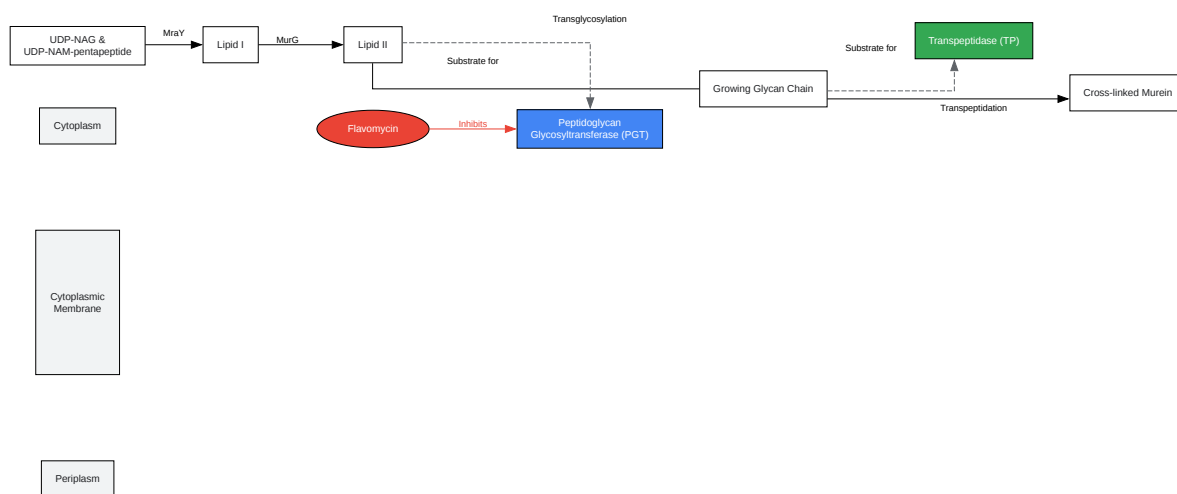 Transglycosylation
UDP-NAG &
UDP-NAM-pentapeptide
MraY
Lipid I
MurG
Lipid II
Substrate for
Substrate for
Transpeptidase (TP)
Growing Glycan Chain
Transpeptidation
Cross-linked Murein
Cytoplasm
Flavomycin
Inhibits
Peptidoglycan
Glycosyltransferase (PGT)
Cytoplasmic
Membrane
Periplasm